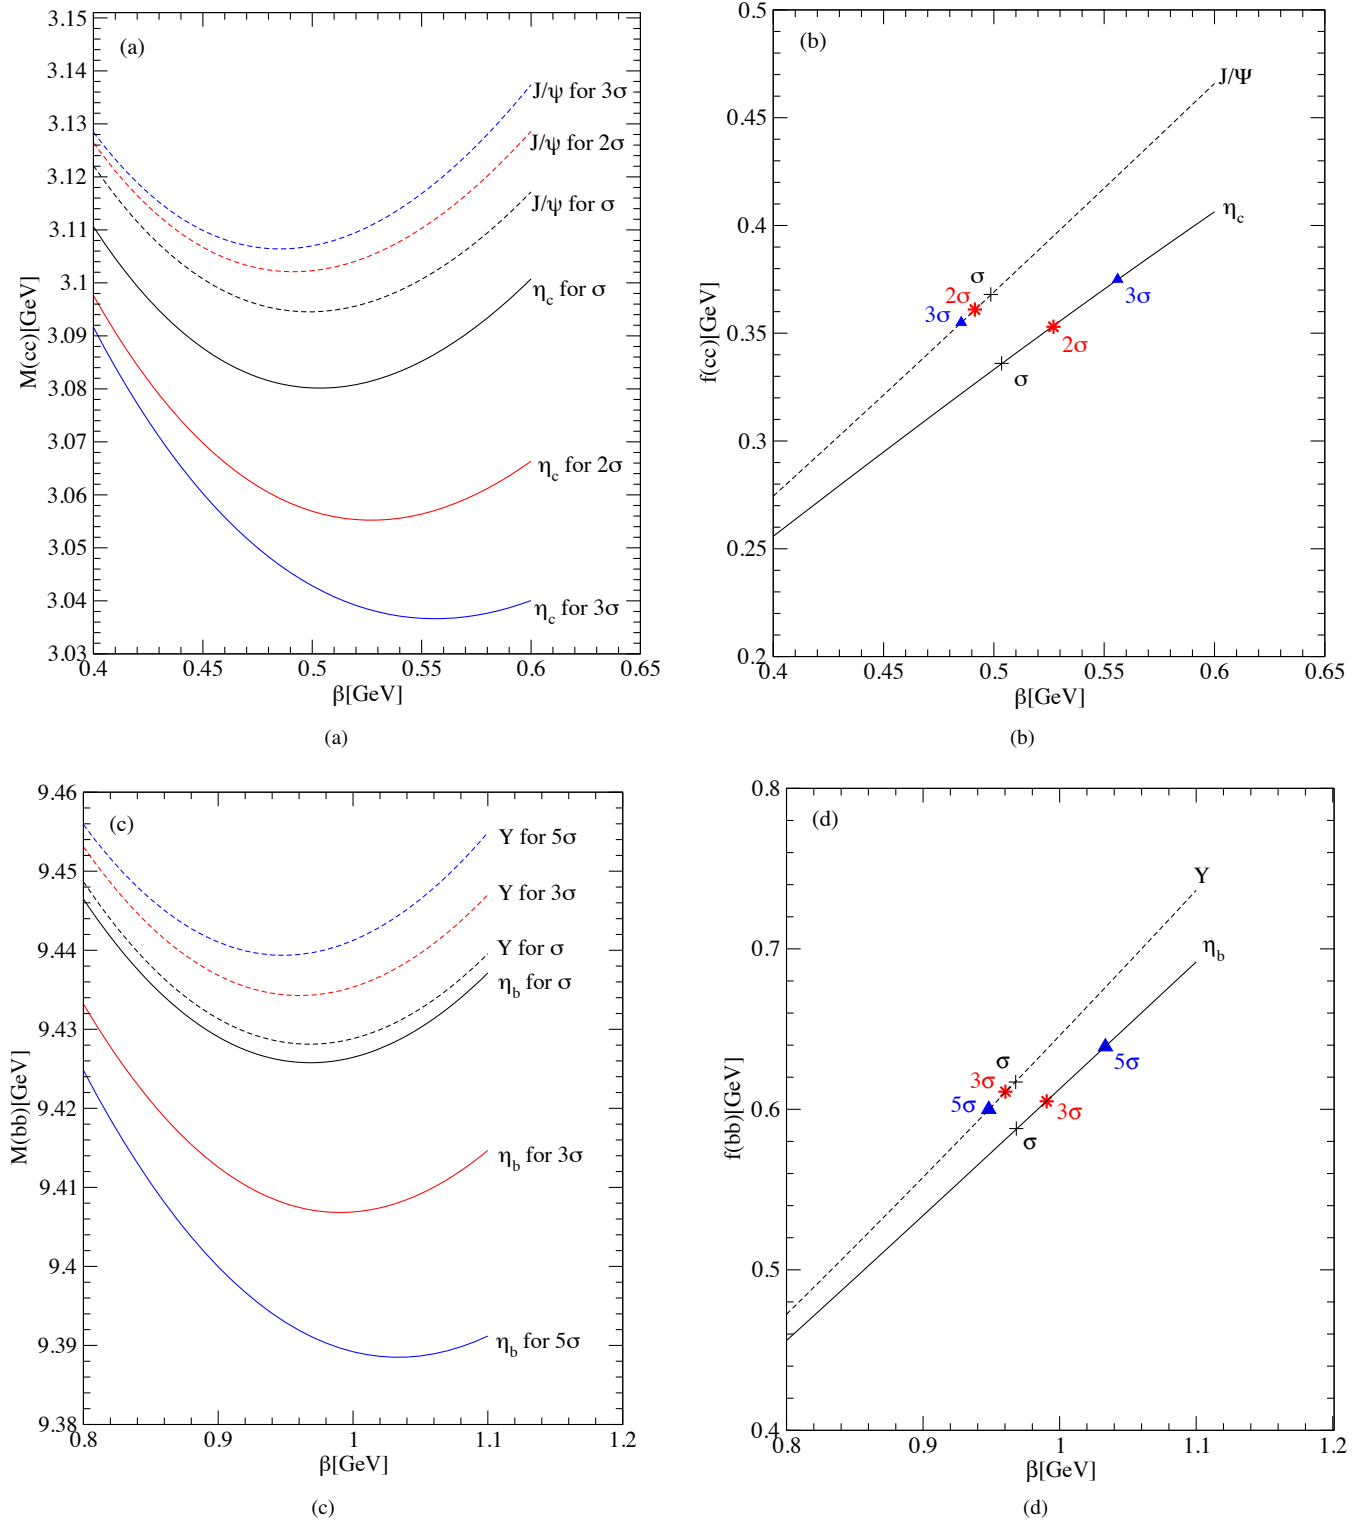 3.15
(a)
3.14
J/ψ for 3σ
3.13
J/ψ for 2σ
3.12
J/ψ for σ
3.11
M(cc)[GeV]
3.1
η_c for σ
3.09
3.08
3.07
η_c for 2σ
3.06
3.05
3.04
η_c for 3σ
3.03
0.4 0.45 0.5 0.55 0.6 0.65
β[GeV]
(a)
0.5
(b)
J/Ψ
0.45
η_c
0.4
f(cc)[GeV]
σ
2σ
3σ
3σ
0.35
2σ
σ
0.3
0.25
0.2
0.4 0.45 0.5 0.55 0.6 0.65
β[GeV]
(b)
9.46
(c)
Υ for 5σ
9.45
Υ for 3σ
9.44
Υ for σ
η_b for σ
9.43
M(bb)[GeV]
9.42
η_b for 3σ
9.41
9.4
9.39
η_b for 5σ
9.38
0.8 0.9 1 1.1 1.2
β[GeV]
(c)
0.8
(d)
Υ
0.7
η_b
f(bb)[GeV]
σ
3σ
5σ
5σ
0.6
3σ
σ
0.5
0.4
0.8 0.9 1 1.1 1.2
β[GeV]
(d)